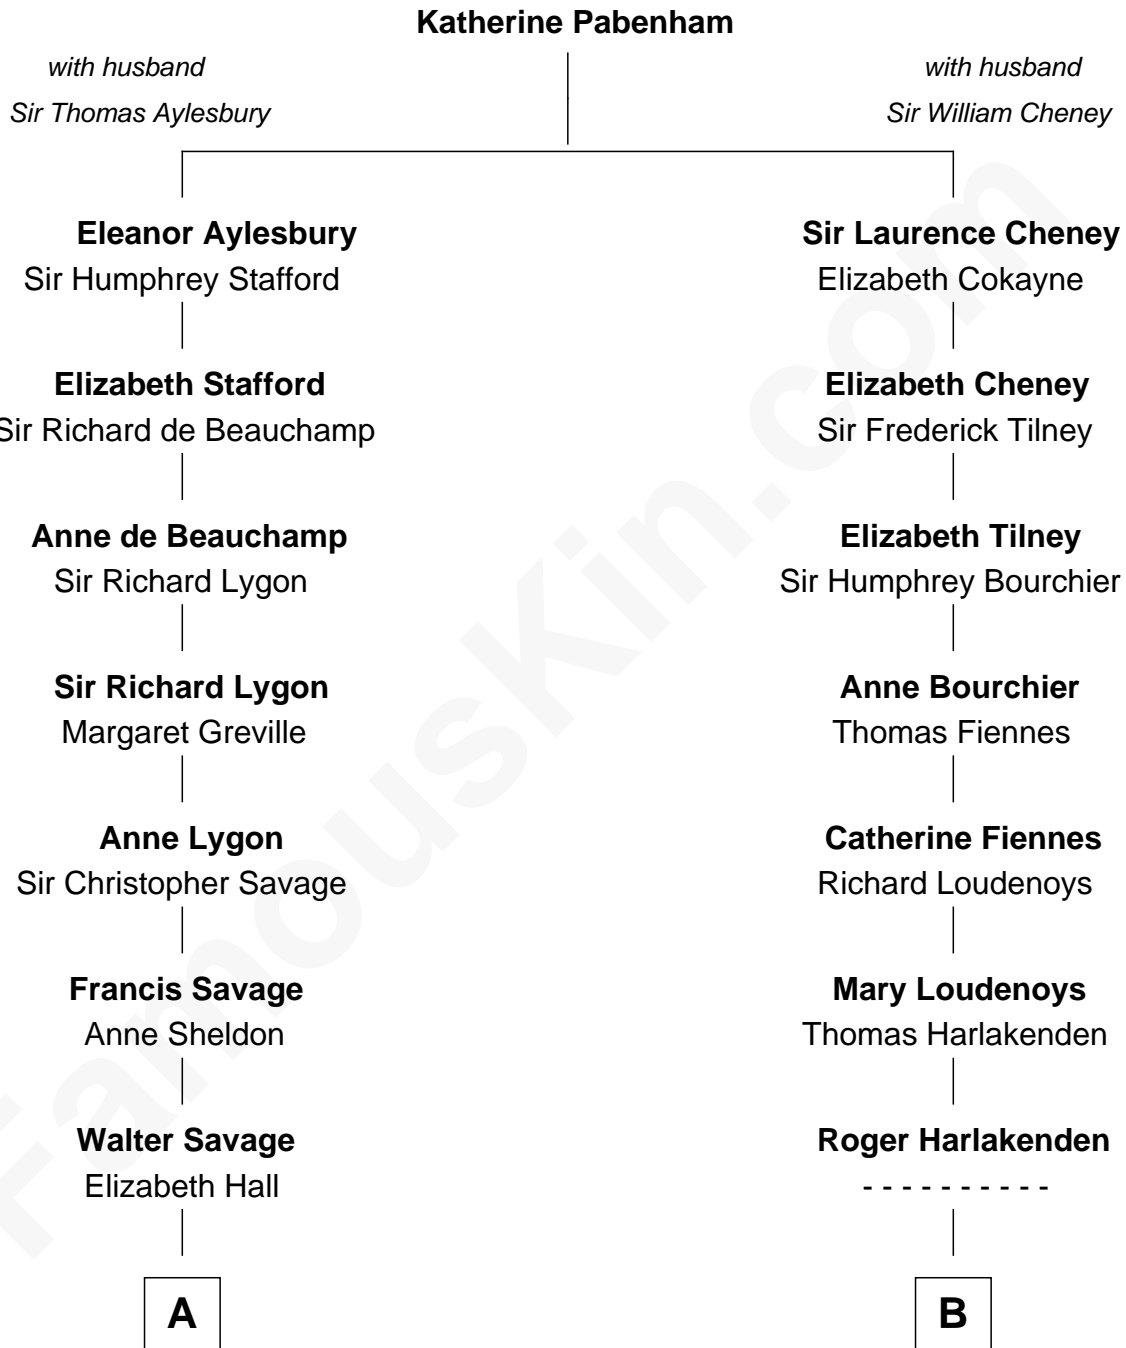 Katherine Pabenham
with husband
Sir Thomas Aylesbury
with husband
Sir William Cheney
Eleanor Aylesbury
Sir Humphrey Stafford
Sir Laurence Cheney
Elizabeth Cokayne
Elizabeth Stafford
Sir Richard de Beauchamp
Elizabeth Cheney
Sir Frederick Tilney
Anne de Beauchamp
Sir Richard Lygon
Elizabeth Tilney
Sir Humphrey Bourchier
Sir Richard Lygon
Margaret Greville
Anne Bourchier
Thomas Fiennes
Anne Lygon
Sir Christopher Savage
Catherine Fiennes
Richard Loudenoys
Francis Savage
Anne Sheldon
Mary Loudenoys
Thomas Harlakenden
Walter Savage
Elizabeth Hall
Roger Harlakenden
- - - - - - - - - -
A
B
FamousKin.com